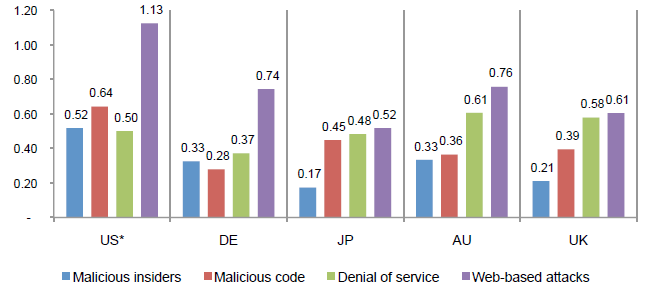 1.20
1.00
0.80
0.60
0.40
0.20
-
0.52 0.64 0.50 1.13
0.33 0.28 0.37 0.74
0.17 0.45 0.48 0.52
0.33 0.36 0.61 0.76
0.21 0.39 0.58 0.61
US* DE JP AU UK
Malicious insiders Malicious code Denial of service Web-based attacks